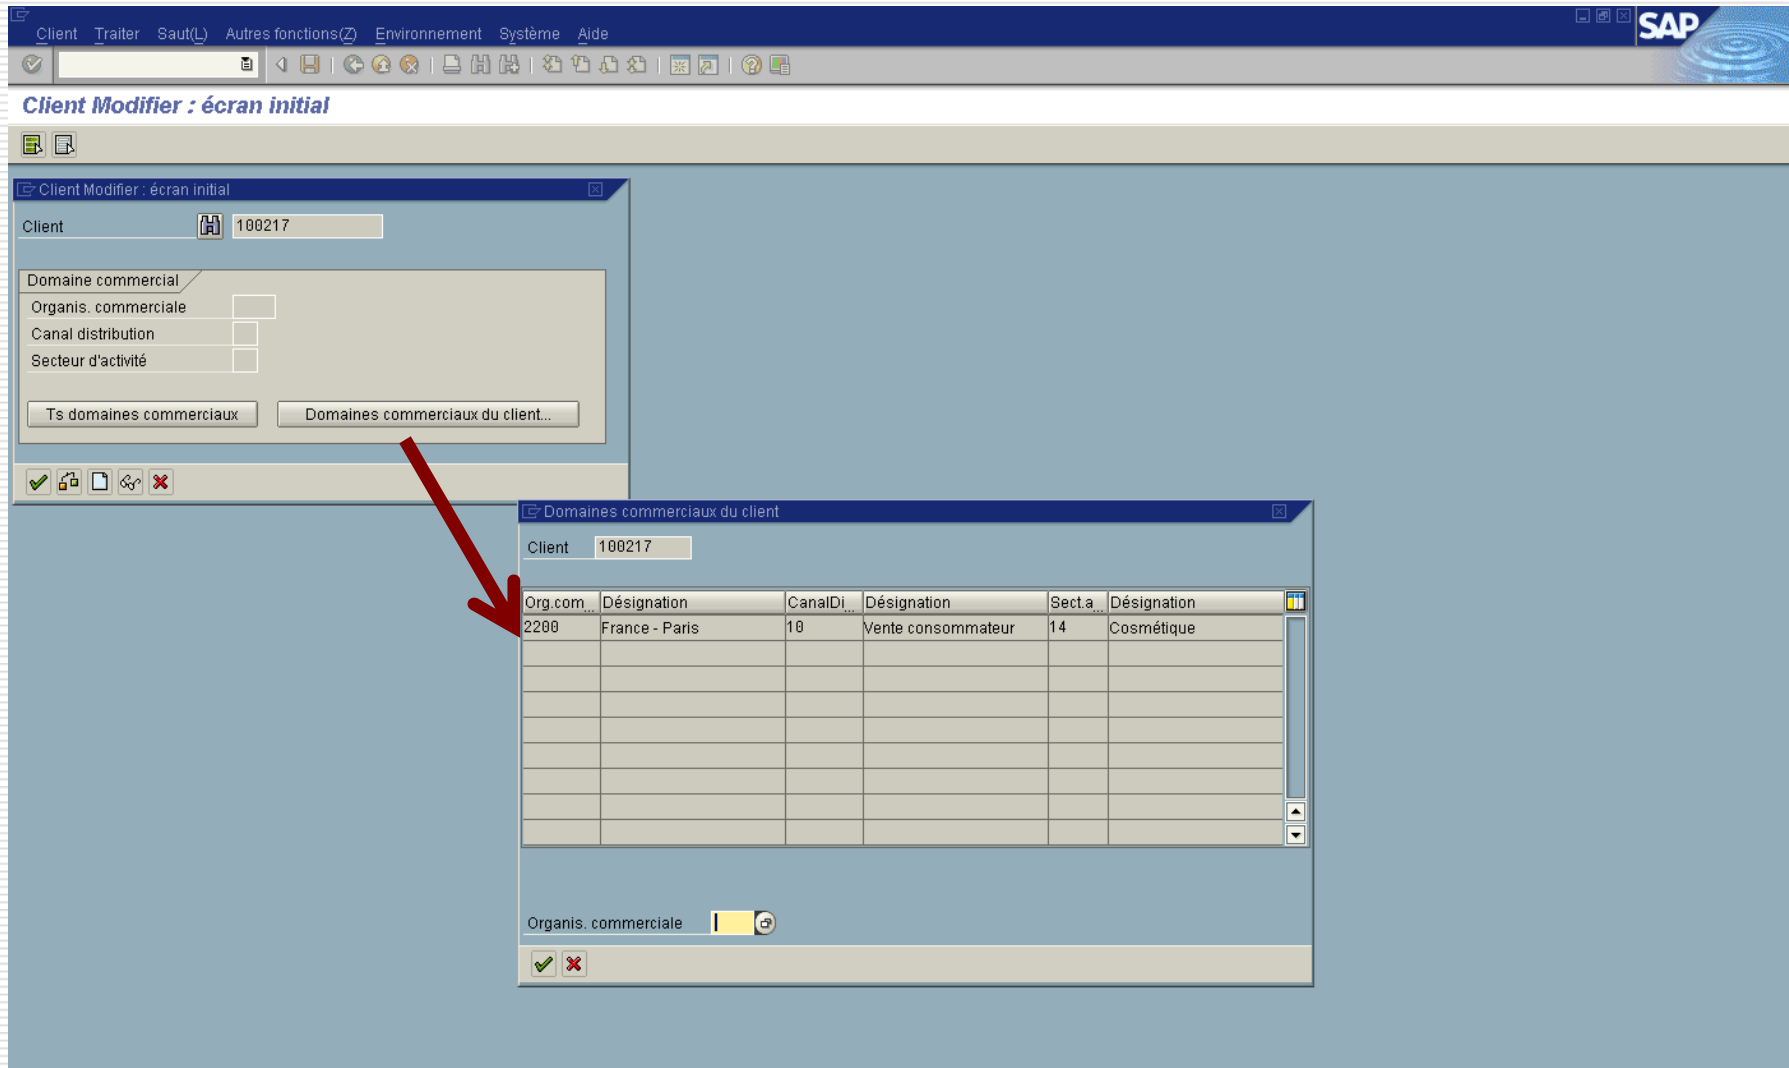 Client Traiter Saut(L) Autres fonctions(Z) Environnement Système Aide
SAP
Client Modifier : écran initial
Client Modifier : écran initial
Client 100217
Domaine commercial
Organis. commerciale
Canal distribution
Secteur d'activité
Ts domaines commerciaux Domaines commerciaux du client...
Domaines commerciaux du client
Client 100217
Org.com... Désignation CanalDi... Désignation Sect.a... Désignation
2200 France - Paris 10 Vente consommateur 14 Cosmétique
Organis. commerciale